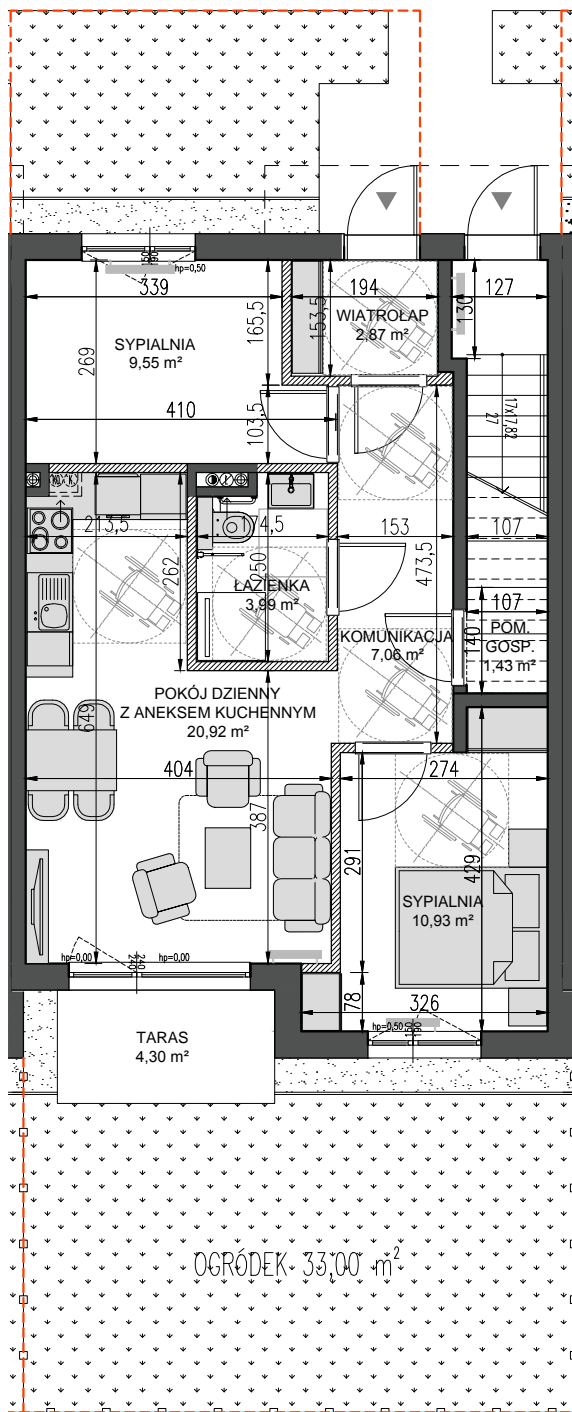 hp=0,50
150
150
339
194
127
130
153,5
WIATROŁAP
2,87 m²
165,5
SYPIALNIA
9,55 m²
269
410
103,5
17x17,82
27
213,5
174,5
153
107
262
250
473,5
ŁAZIENKA
3,99 m²
107
140
KOMUNIKACJA
7,06 m²
POM.
GOSP.
1,43 m²
POKÓJ DZIENNY
Z ANEKSEM KUCHENNYM
20,92 m²
649
404
274
387
291
429
SYPIALNIA
10,93 m²
hp=0,00
240
240
hp=0,00
78
326
hp=0,50
TARAS
4,30 m²
OGRÓDEK 33,00 m²